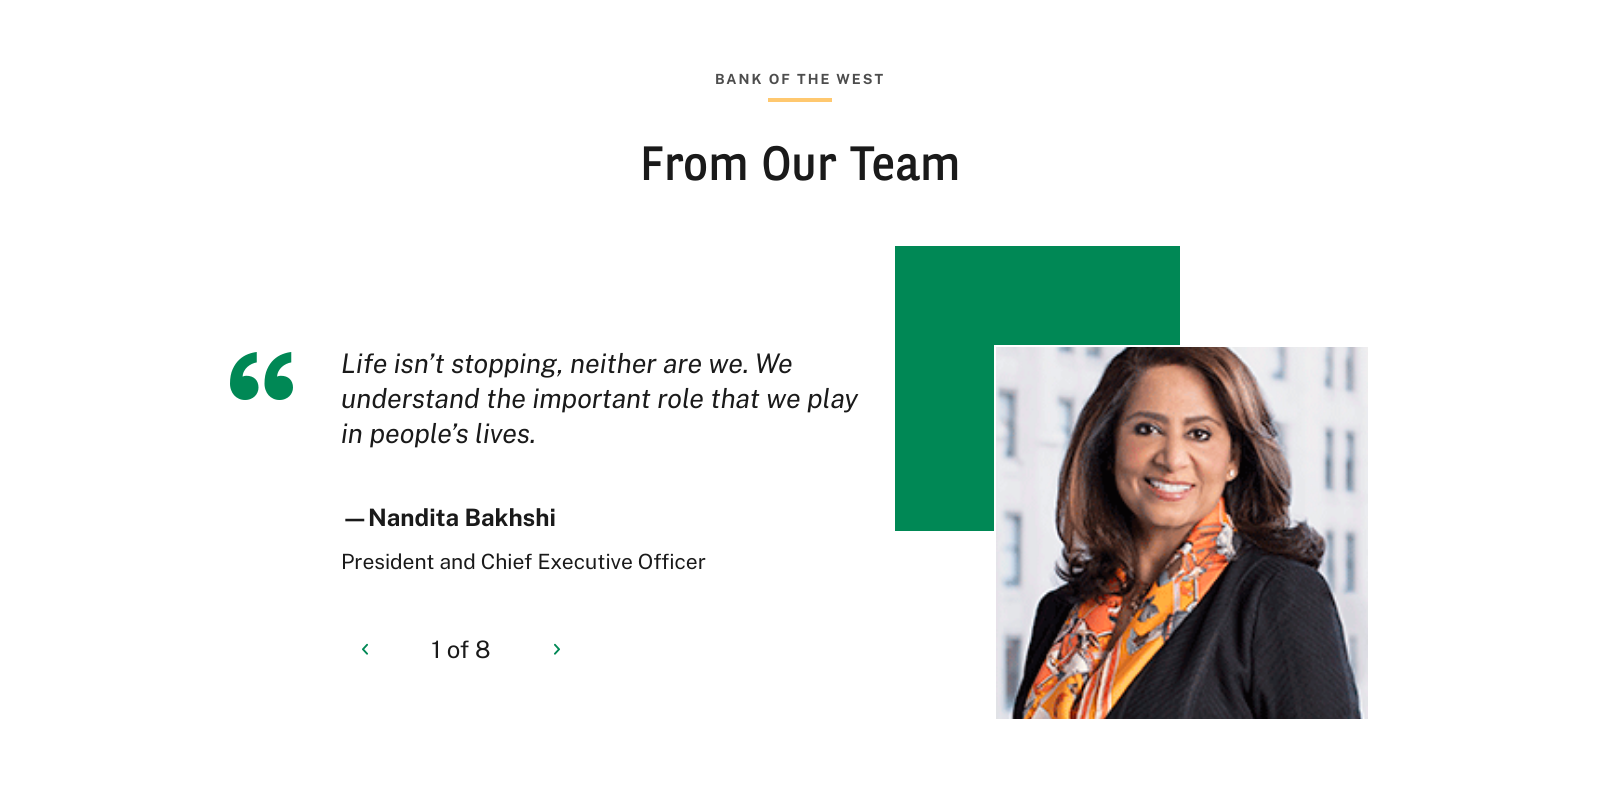 BANK OF THE WEST
From Our Team
“
Life isn’t stopping, neither are we. We
understand the important role that we play
in people’s lives.
—Nandita Bakhshi
President and Chief Executive Officer
‹ 1 of 8 ›